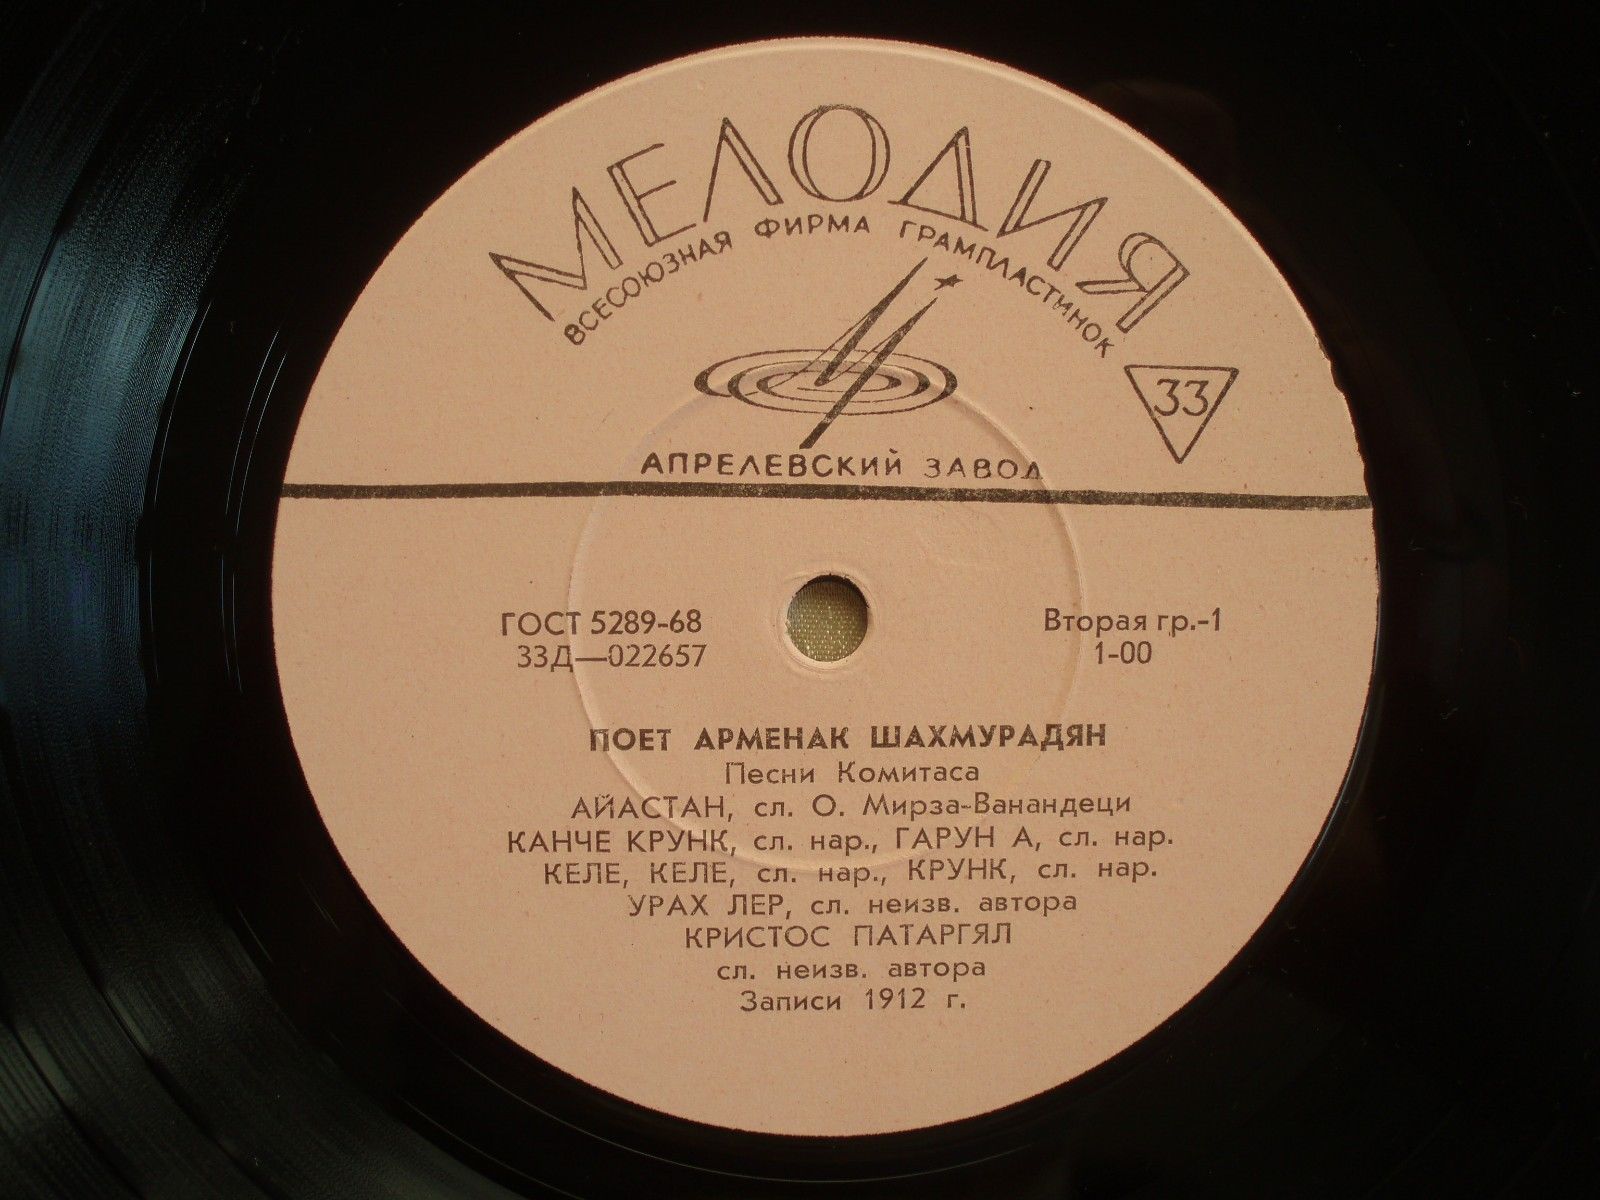 МЕЛОДИЯ
ВСЕСОЮЗНАЯ ФИРМА ГРАМПЛАСТИНОК
33
АПРЕЛЕВСКИЙ ЗАВОД
ГОСТ 5289-68
33Д—022657
Вторая гр.-1
1-00
ПОЕТ АРМЕНАК ШАХМУРАДЯН
Песни Комитаса
АЙАСТАН, сл. О. Мирза-Ванандеци
КАНЧЕ КРУНК, сл. нар., ГАРУН А, сл. нар.
КЕЛЕ, КЕЛЕ, сл. нар., КРУНК, сл. нар.
УРАХ ЛЕР, сл. неизв. автора
КРИСТОС ПАТАРГЯЛ
сл. неизв. автора
Записи 1912 г.